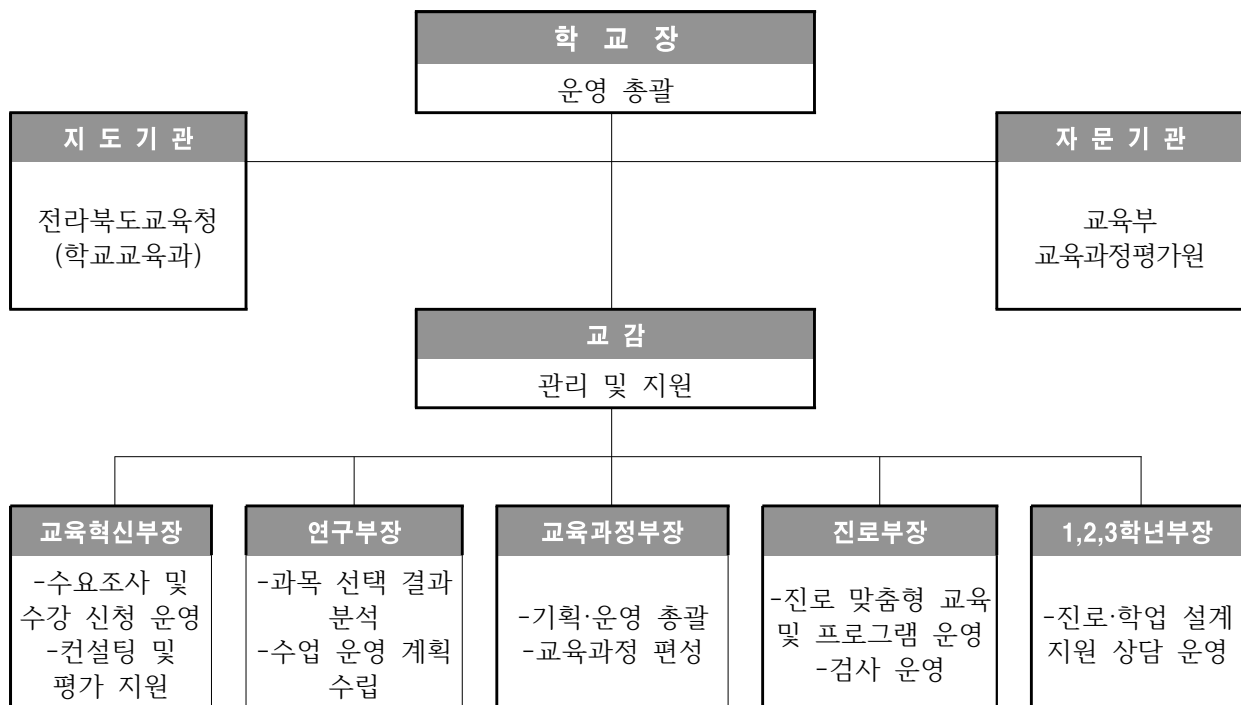 학 교 장
운영 총괄
지 도 기 관
전라북도교육청
(학교교육과)
자 문 기 관
교육부
교육과정평가원
교 감
관리 및 지원
교육혁신부장
-수요조사 및
수강 신청 운영
-컨설팅 및
평가 지원
연구부장
-과목 선택 결과
분석
-수업 운영 계획
수립
교육과정부장
-기획·운영 총괄
-교육과정 편성
진로부장
-진로 맞춤형 교육
및 프로그램 운영
-검사 운영
1,2,3학년부장
-진로·학업 설계
지원 상담 운영